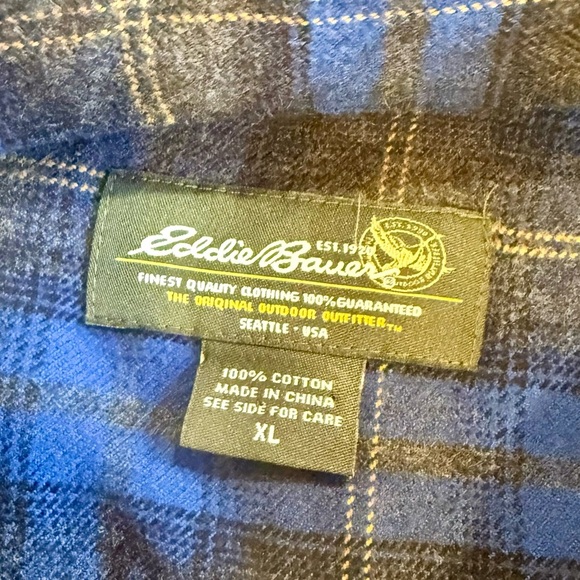 Eddie Bauer
EST. 1920
FINEST QUALITY CLOTHING 100% GUARANTEED
THE ORIGINAL OUTDOOR OUTFITTER™
SEATTLE · USA
100% COTTON
MADE IN CHINA
SEE SIDE FOR CARE
XL